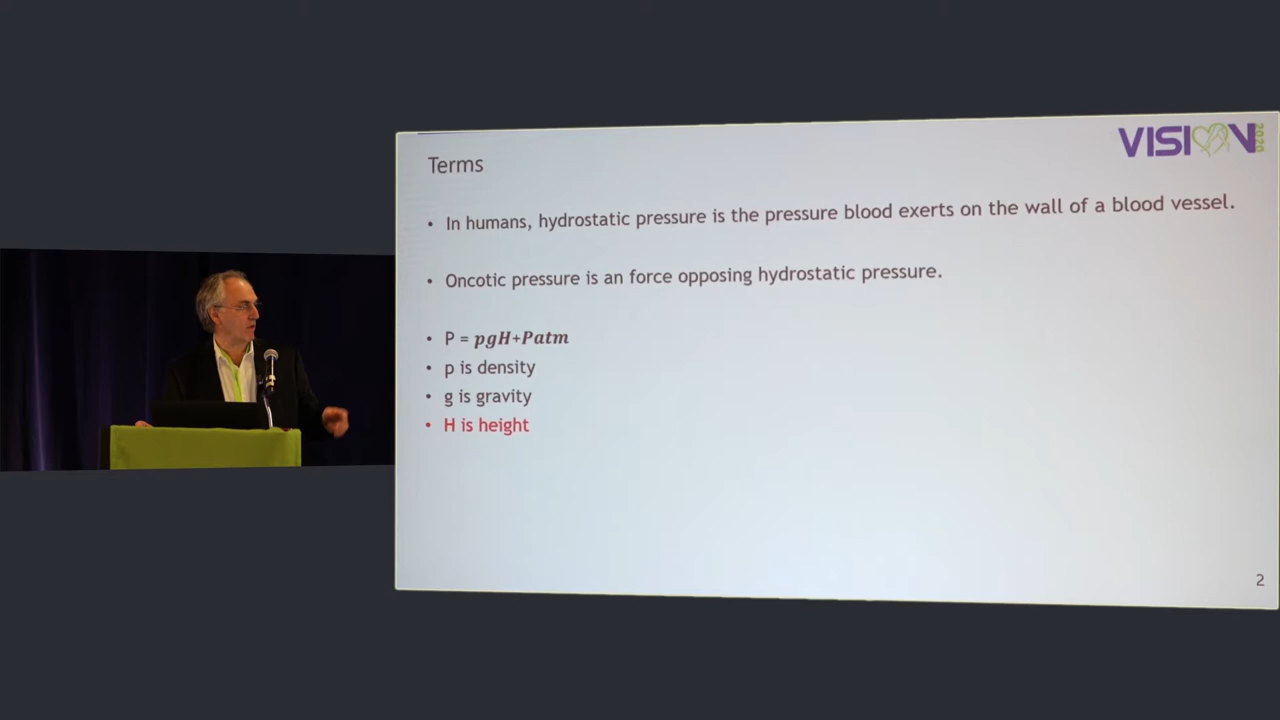 VISION 2020
Terms
• In humans, hydrostatic pressure is the pressure blood exerts on the wall of a blood vessel.
• Oncotic pressure is an force opposing hydrostatic pressure.
• P = pgH+Patm
• p is density
• g is gravity
• H is height
2